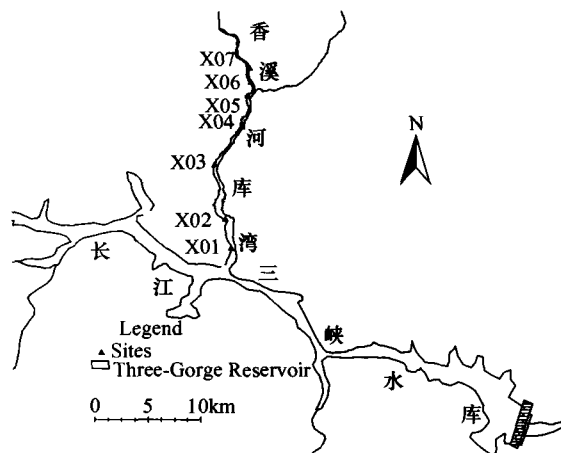 香溪河库湾
X07
X06
X05
X04
X03
X02
X01
N
长江三峡水库
Legend
Sites
Three-Gorge Reservoir
0 5 10km